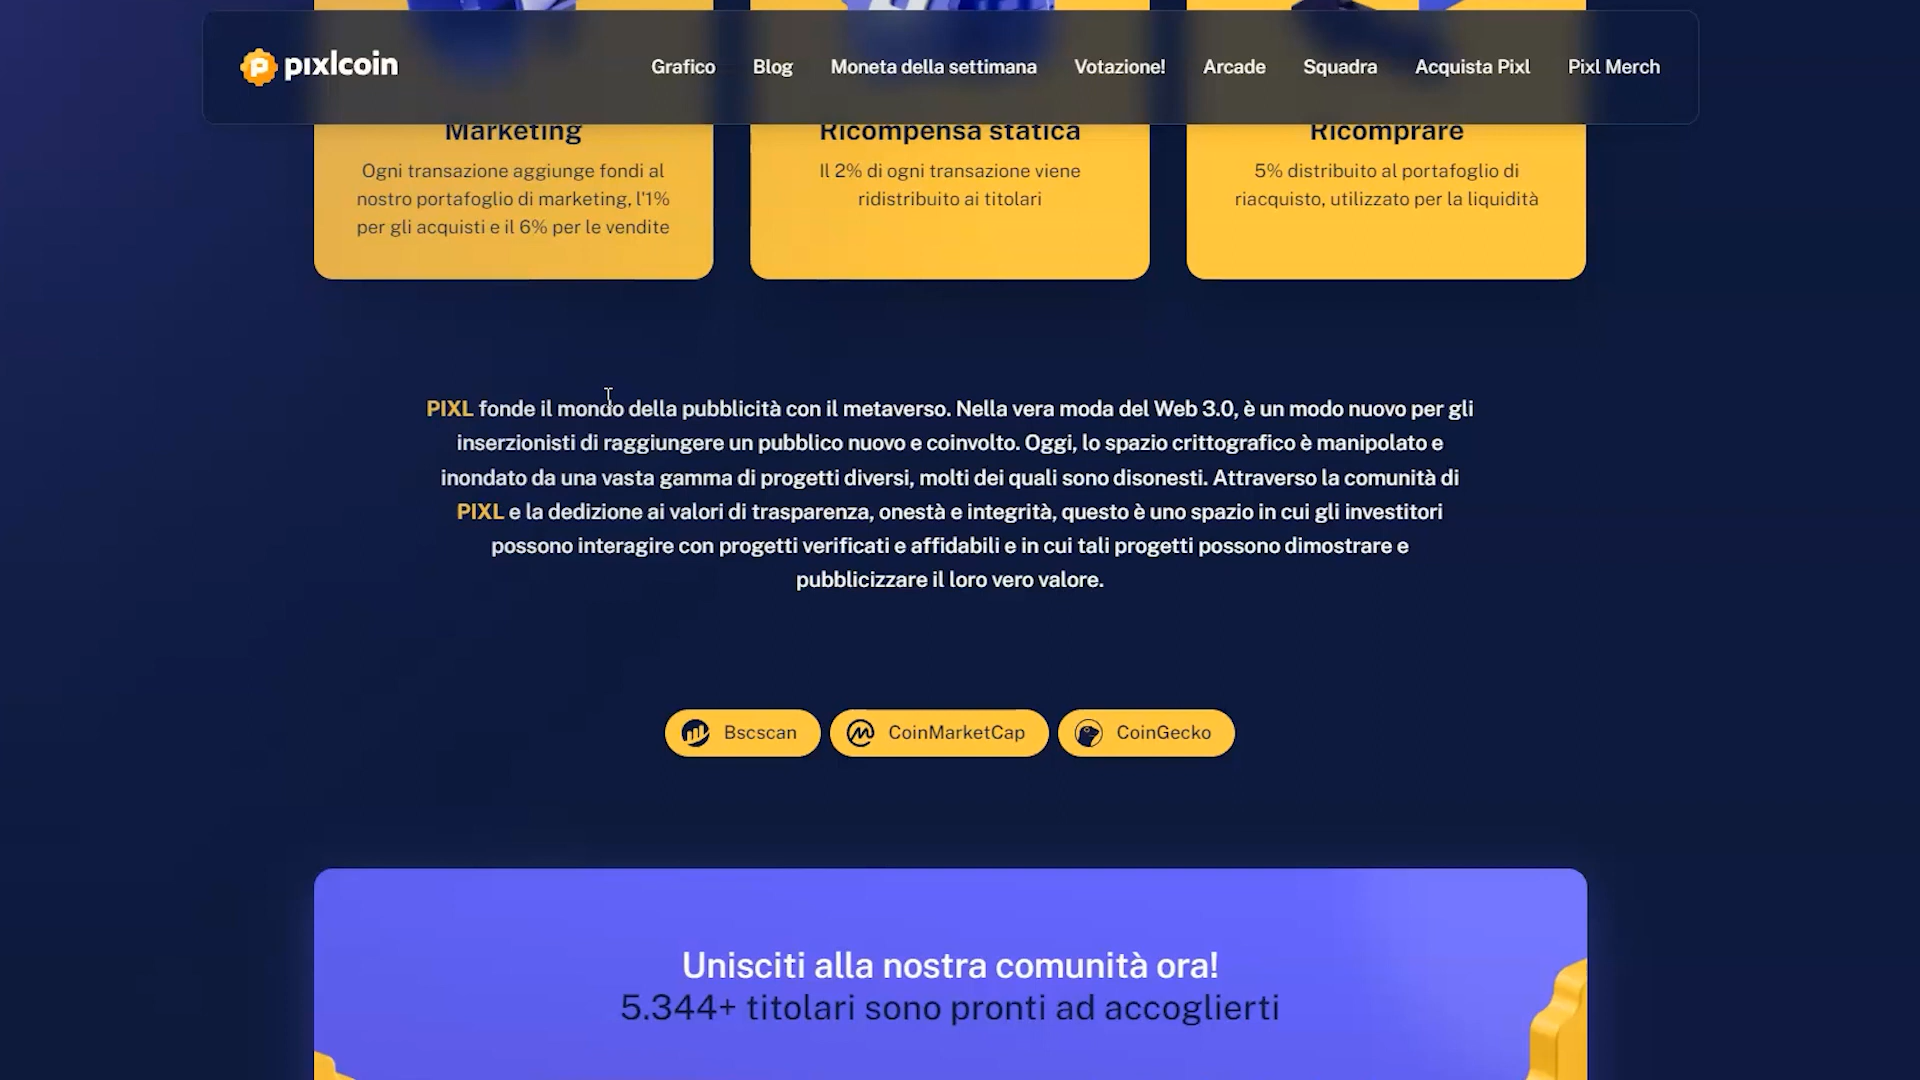 pixlcoin
Grafico Blog Moneta della settimana Votazione! Arcade Squadra Acquista Pixl Pixl Merch
Marketing
Ogni transazione aggiunge fondi al
nostro portafoglio di marketing, l'1%
per gli acquisti e il 6% per le vendite
Ricompensa statica
Il 2% di ogni transazione viene
ridistribuito ai titolari
Ricomprare
5% distribuito al portafoglio di
riacquisto, utilizzato per la liquidità
PIXL fonde il mondo della pubblicità con il metaverso. Nella vera moda del Web 3.0, è un modo nuovo per gli
inserzionisti di raggiungere un pubblico nuovo e coinvolto. Oggi, lo spazio crittografico è manipolato e
inondato da una vasta gamma di progetti diversi, molti dei quali sono disonesti. Attraverso la comunità di
PIXL e la dedizione ai valori di trasparenza, onestà e integrità, questo è uno spazio in cui gli investitori
possono interagire con progetti verificati e affidabili e in cui tali progetti possono dimostrare e
pubblicizzare il loro vero valore.
Bscscan CoinMarketCap CoinGecko
Unisciti alla nostra comunità ora!
5.344+ titolari sono pronti ad accoglierti